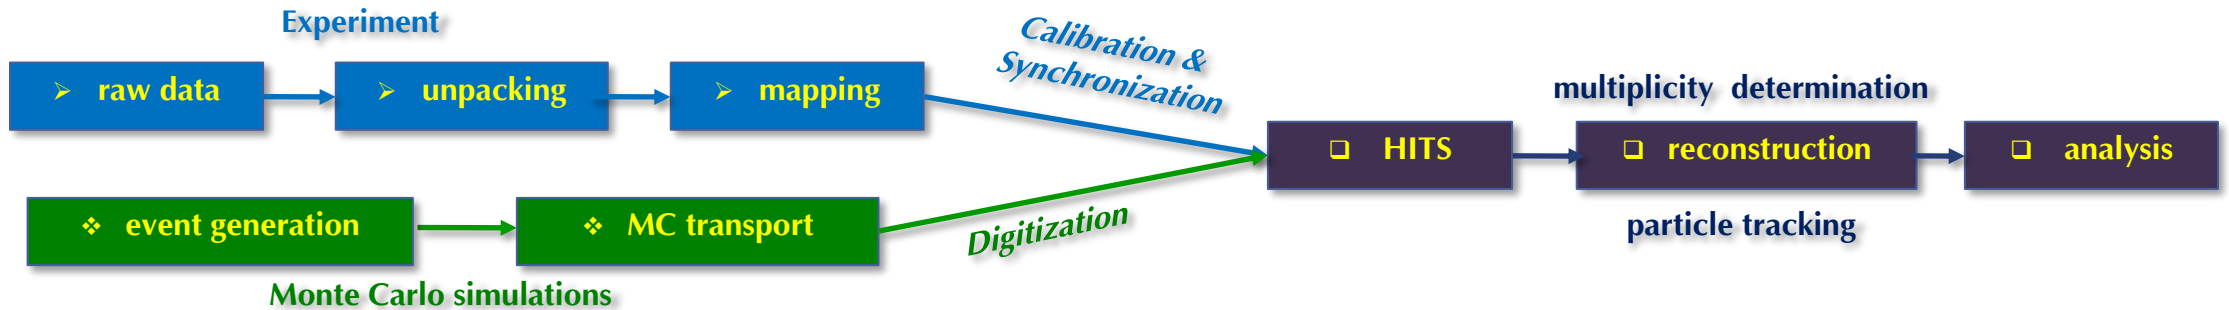 Experiment
➢ raw data
➢ unpacking
➢ mapping
Calibration &
Synchronization
❖ event generation
❖ MC transport
Monte Carlo simulations
Digitization
❑ HITS
multiplicity determination
❑ reconstruction
particle tracking
❑ analysis